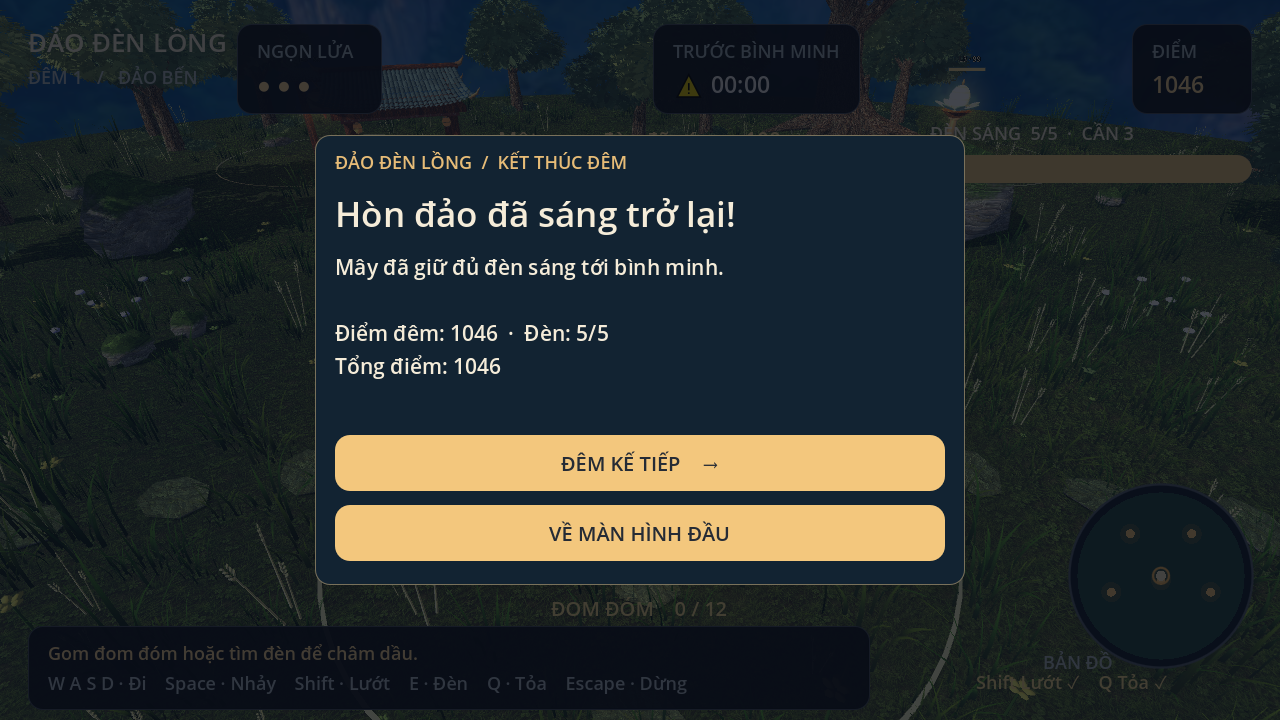 ĐẢO ĐÈN LỒNG
ĐÊM 1 / ĐẢO BẾN
NGỌN LỬA
TRƯỚC BÌNH MINH
00:00
ĐIỂM
1046
ĐÈN SÁNG 5/5 · CẦN 3
ĐẢO ĐÈN LỒNG / KẾT THÚC ĐÊM
Hòn đảo đã sáng trở lại!
Mây đã giữ đủ đèn sáng tới bình minh.
Điểm đêm: 1046 · Đèn: 5/5
Tổng điểm: 1046
ĐÊM KẾ TIẾP →
VỀ MÀN HÌNH ĐẦU
ĐOM ĐÓM 0 / 12
Gom đom đóm hoặc tìm đèn để châm dầu.
W A S D · Đi Space · Nhảy Shift · Lướt E · Đèn Q · Tỏa Escape · Dừng
BẢN ĐỒ
Shift Lướt ✓ Q Tỏa ✓